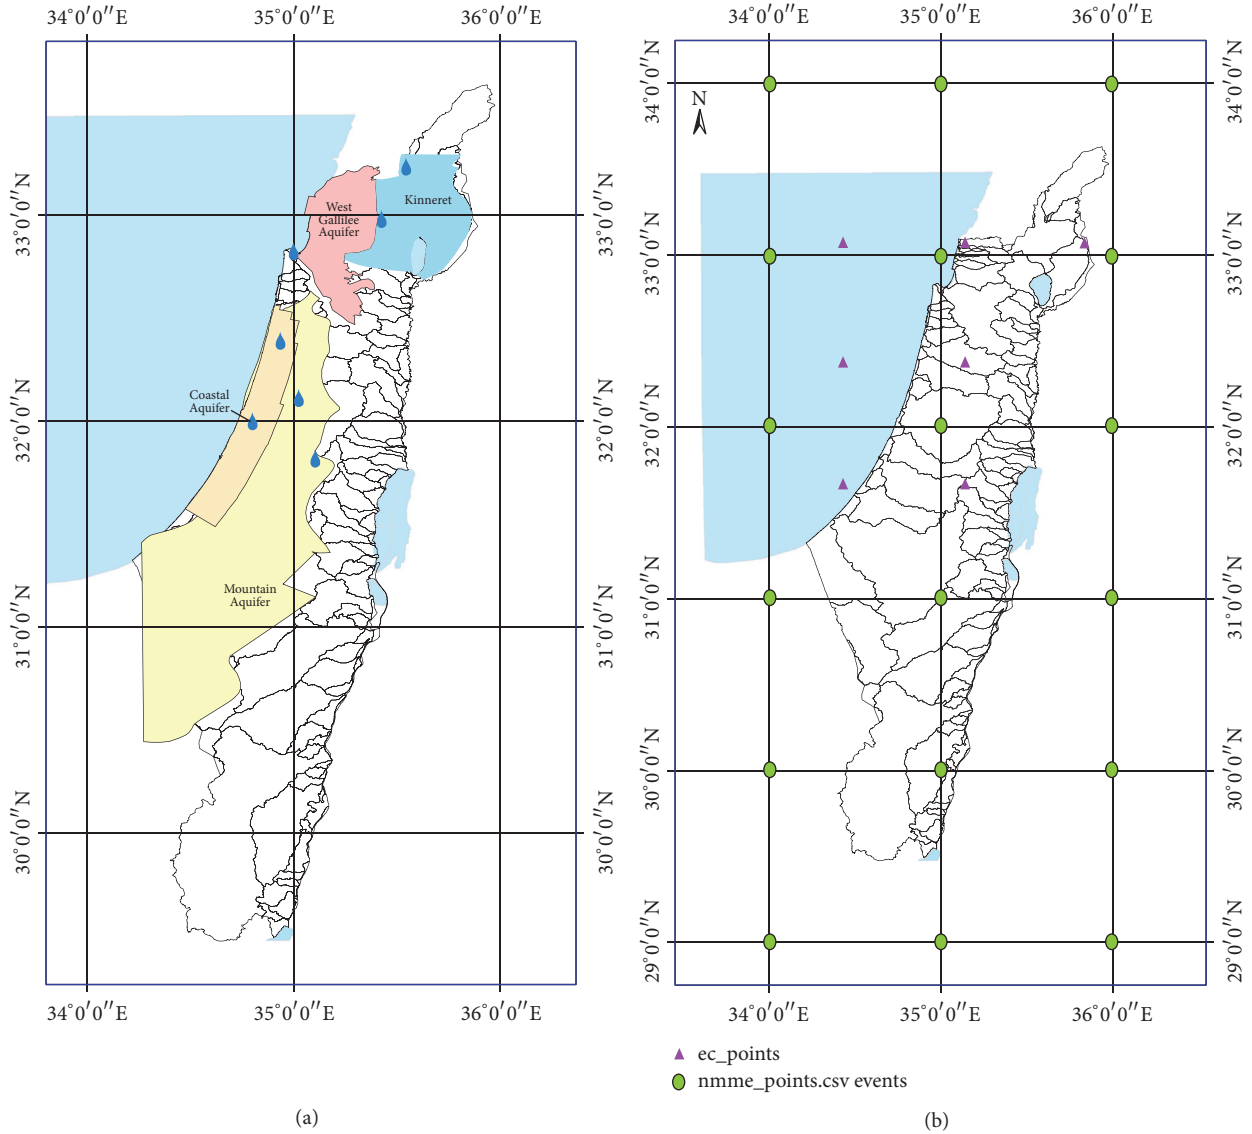 34°0′0″E 35°0′0″E 36°0′0″E
33°0′0″N
32°0′0″N
31°0′0″N
30°0′0″N
West
Gallilee
Aquifer
Kinneret
Coastal
Aquifer
Mountain
Aquifer
33°0′0″N
32°0′0″N
31°0′0″N
30°0′0″N
34°0′0″E 35°0′0″E 36°0′0″E
(a)
34°0′0″E 35°0′0″E 36°0′0″E
34°0′0″N
33°0′0″N
32°0′0″N
31°0′0″N
30°0′0″N
29°0′0″N
N
34°0′0″N
33°0′0″N
32°0′0″N
31°0′0″N
30°0′0″N
29°0′0″N
34°0′0″E 35°0′0″E 36°0′0″E
ec_points
nmme_points.csv events
(b)